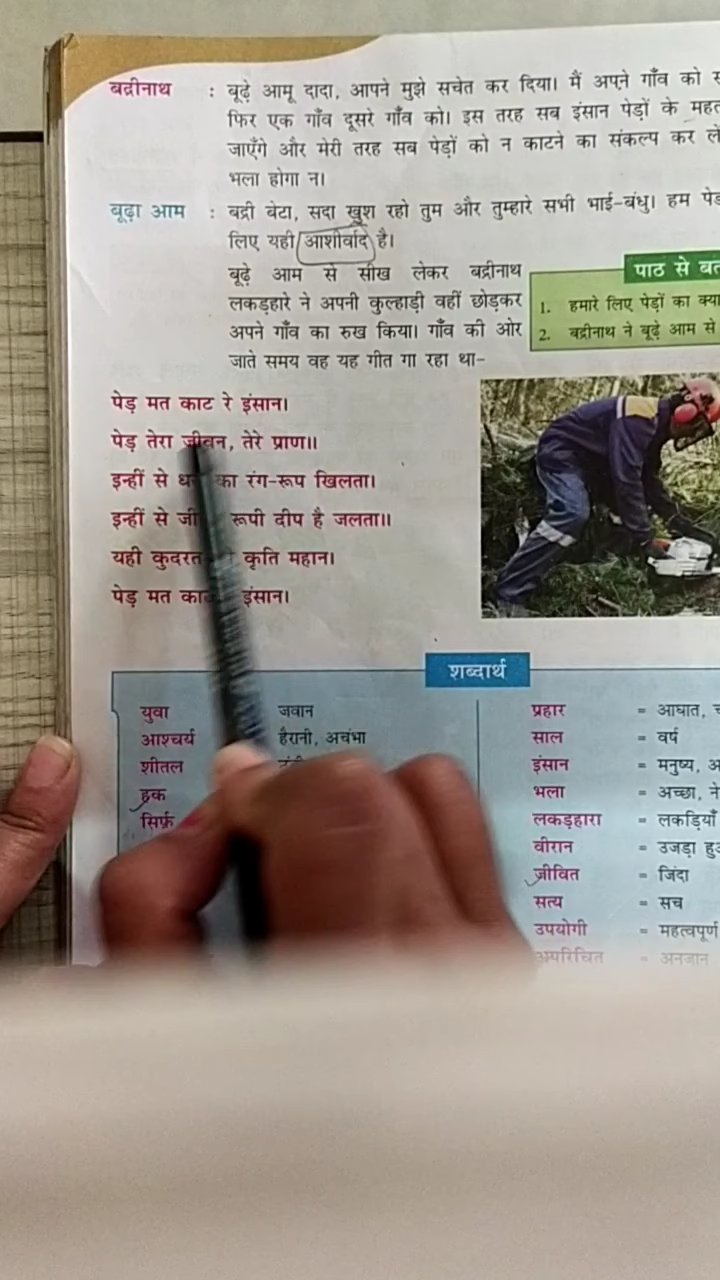 बद्रीनाथ : बूढ़े आमू दादा, आपने मुझे सचेत कर दिया। मैं अपने गाँव को
फिर एक गाँव दूसरे गाँव को। इस तरह सब इंसान पेड़ों के
जाएँगे और मेरी तरह सब पेड़ों को न काटने का संकल्प कर
भला होगा न।
बूढ़ा आम : बद्री बेटा, सदा खुश रहो तुम और तुम्हारे सभी भाई-बंधु। हम
लिए यही आशीर्वाद है।
बूढ़े आम से सीख लेकर बद्रीनाथ
लकड़हारे ने अपनी कुल्हाड़ी वहीं छोड़कर
अपने गाँव का रुख किया। गाँव की ओर
जाते समय वह यह गीत गा रहा था-
पाठ से
1. हमारे लिए पेड़ों का
2. बद्रीनाथ ने बूढ़े आम से
पेड़ मत काट रे इंसान।
पेड़ तेरा जीवन, तेरे प्राण॥
इन्हीं से का रंग-रूप खिलता।
इन्हीं से रूपी दीप है जलता॥
यही कुदरत कृति महान।
पेड़ मत इंसान।
शब्दार्थ
युवा जवान
आश्चर्य हैरानी, अचंभा
शीतल
हक
सिर्फ़
प्रहार = आघात,
साल = वर्ष
इंसान = मनुष्य,
भला = अच्छा,
लकड़हारा = लकड़ियाँ
वीरान = उजड़ा
जीवित = जिंदा
सत्य = सच
उपयोगी = महत्वपूर्ण
अपरिचित = अनजान